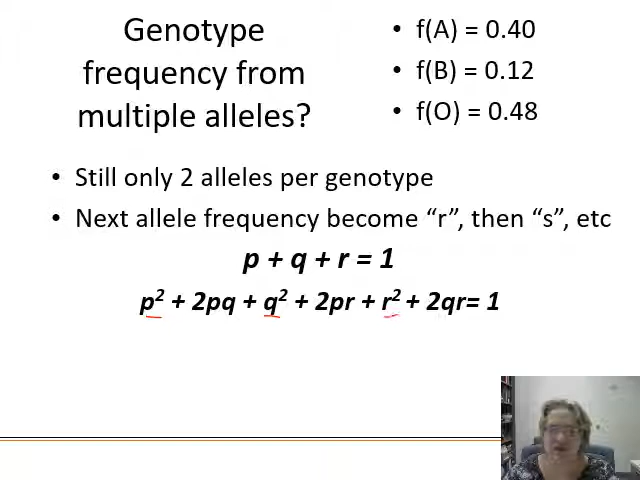 Genotype
frequency from
multiple alleles?
• f(A) = 0.40
• f(B) = 0.12
• f(O) = 0.48
• Still only 2 alleles per genotype
• Next allele frequency become “r”, then “s”, etc
p + q + r = 1
p² + 2pq + q² + 2pr + r² + 2qr= 1